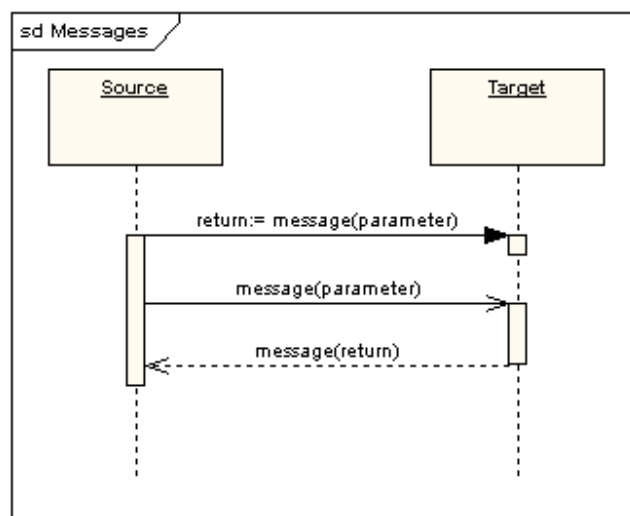 sd Messages
Source
Target
return:= message(parameter)
message(parameter)
message(return)